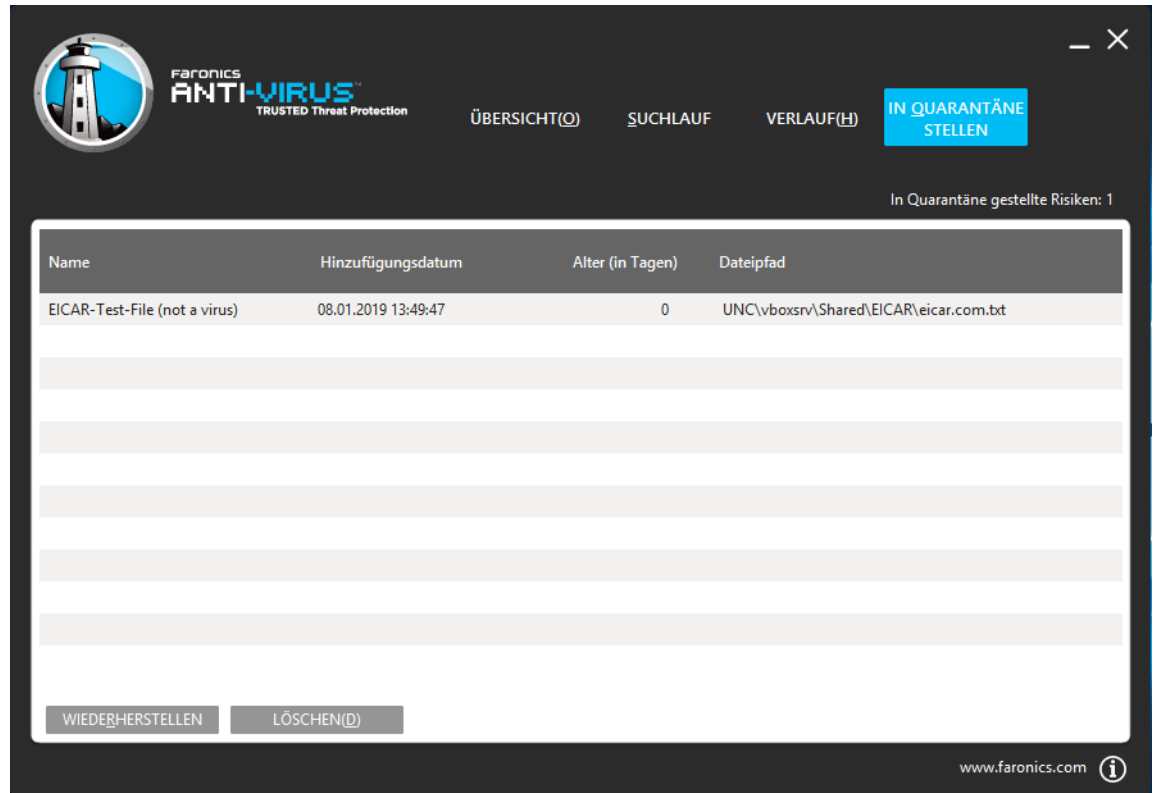 Faronics
ANTI-VIRUS™
TRUSTED Threat Protection
ÜBERSICHT(O)
SUCHLAUF
VERLAUF(H)
IN QUARANTÄNE
STELLEN
In Quarantäne gestellte Risiken: 1
Name Hinzufügungsdatum Alter (in Tagen) Dateipfad
EICAR-Test-File (not a virus) 08.01.2019 13:49:47 0 UNC\vboxsrv\Shared\EICAR\eicar.com.txt
WIEDERHERSTELLEN LÖSCHEN(D)
www.faronics.com